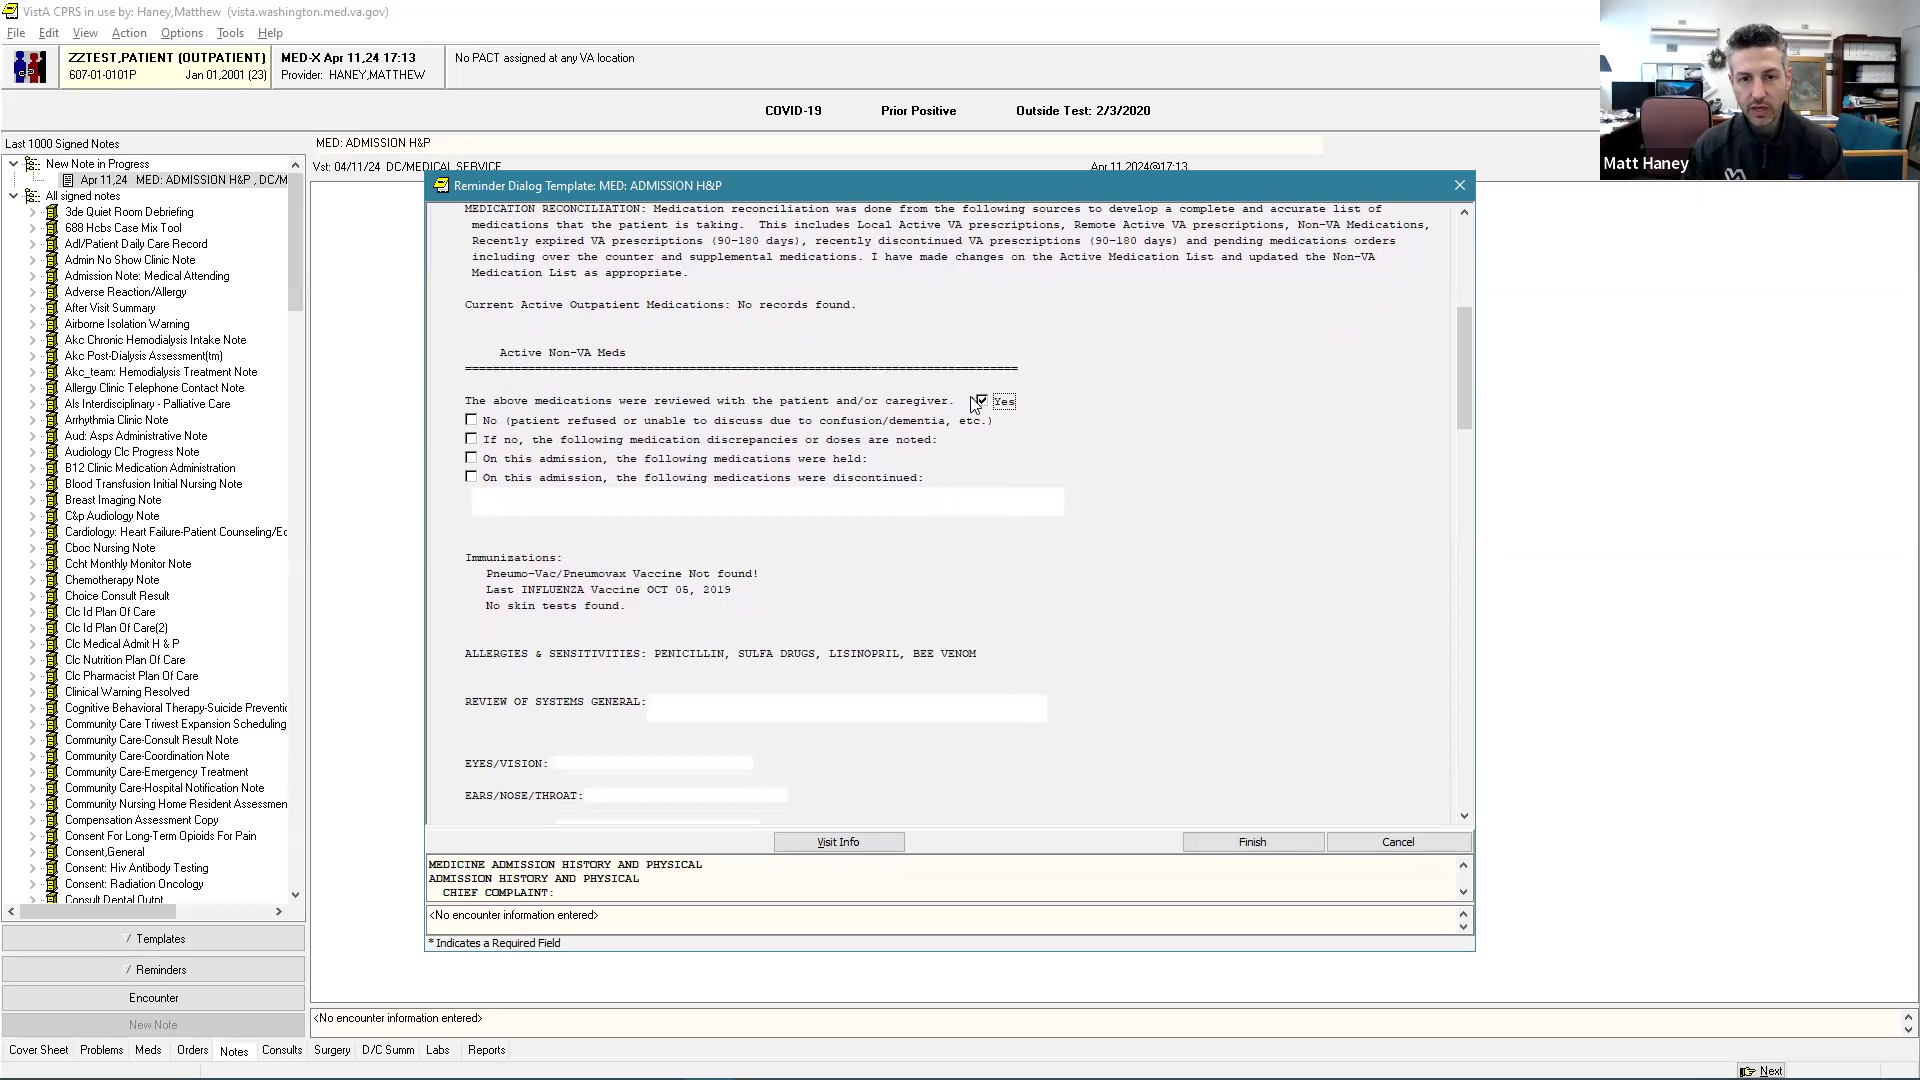 VistA CPRS in use by: Haney,Matthew (vista.washington.med.va.gov)
File Edit View Action Options Tools Help
ZZTEST,PATIENT (OUTPATIENT)
607-01-0101P Jan 01,2001 (23)
MED-X Apr 11,24 17:13
Provider: HANEY,MATTHEW
No PACT assigned at any VA location
COVID-19 Prior Positive Outside Test: 2/3/2020
Matt Haney
Last 1000 Signed Notes
New Note in Progress
Apr 11,24 MED: ADMISSION H&P , DC/M
All signed notes
3de Quiet Room Debriefing
688 Hcbs Case Mix Tool
Adl/Patient Daily Care Record
Admin No Show Clinic Note
Admission Note: Medical Attending
Adverse Reaction/Allergy
After Visit Summary
Airborne Isolation Warning
Akc Chronic Hemodialysis Intake Note
Akc Post-Dialysis Assessment(tm)
Akc_team: Hemodialysis Treatment Note
Allergy Clinic Telephone Contact Note
Als Interdisciplinary - Palliative Care
Arrhythmia Clinic Note
Aud: Asps Administrative Note
Audiology Clc Progress Note
B12 Clinic Medication Administration
Blood Transfusion Initial Nursing Note
Breast Imaging Note
C&p Audiology Note
Cardiology: Heart Failure-Patient Counseling/Ec
Cboc Nursing Note
Ccht Monthly Monitor Note
Chemotherapy Note
Choice Consult Result
Clc Id Plan Of Care
Clc Id Plan Of Care(2)
Clc Medical Admit H & P
Clc Nutrition Plan Of Care
Clc Pharmacist Plan Of Care
Clinical Warning Resolved
Cognitive Behavioral Therapy-Suicide Preventic
Community Care Triwest Expansion Scheduling
Community Care-Consult Result Note
Community Care-Coordination Note
Community Care-Emergency Treatment
Community Care-Hospital Notification Note
Community Nursing Home Resident Assessmen
Compensation Assessment Copy
Consent For Long-Term Opioids For Pain
Consent,General
Consent: Hiv Antibody Testing
Consent: Radiation Oncology
Consult Dental Outpt
/ Templates
/ Reminders
Encounter
New Note
MED: ADMISSION H&P
Vst: 04/11/24 DC/MEDICAL SERVICE Apr 11,2024@17:13
Reminder Dialog Template: MED: ADMISSION H&P
MEDICATION RECONCILIATION: Medication reconciliation was done from the following sources to develop a complete and accurate list of
medications that the patient is taking. This includes Local Active VA prescriptions, Remote Active VA prescriptions, Non-VA Medications,
Recently expired VA prescriptions (90-180 days), recently discontinued VA prescriptions (90-180 days) and pending medications orders
including over the counter and supplemental medications. I have made changes on the Active Medication List and updated the Non-VA
Medication List as appropriate.
Current Active Outpatient Medications: No records found.
Active Non-VA Meds
===============================================================================
The above medications were reviewed with the patient and/or caregiver. Yes
No (patient refused or unable to discuss due to confusion/dementia, etc.)
If no, the following medication discrepancies or doses are noted:
On this admission, the following medications were held:
On this admission, the following medications were discontinued:
Immunizations:
Pneumo-Vac/Pneumovax Vaccine Not found!
Last INFLUENZA Vaccine OCT 05, 2019
No skin tests found.
ALLERGIES & SENSITIVITIES: PENICILLIN, SULFA DRUGS, LISINOPRIL, BEE VENOM
REVIEW OF SYSTEMS GENERAL:
EYES/VISION:
EARS/NOSE/THROAT:
Visit Info Finish Cancel
MEDICINE ADMISSION HISTORY AND PHYSICAL
ADMISSION HISTORY AND PHYSICAL
CHIEF COMPLAINT:
<No encounter information entered>
* Indicates a Required Field
<No encounter information entered>
Cover Sheet Problems Meds Orders Notes Consults Surgery D/C Summ Labs Reports
Next